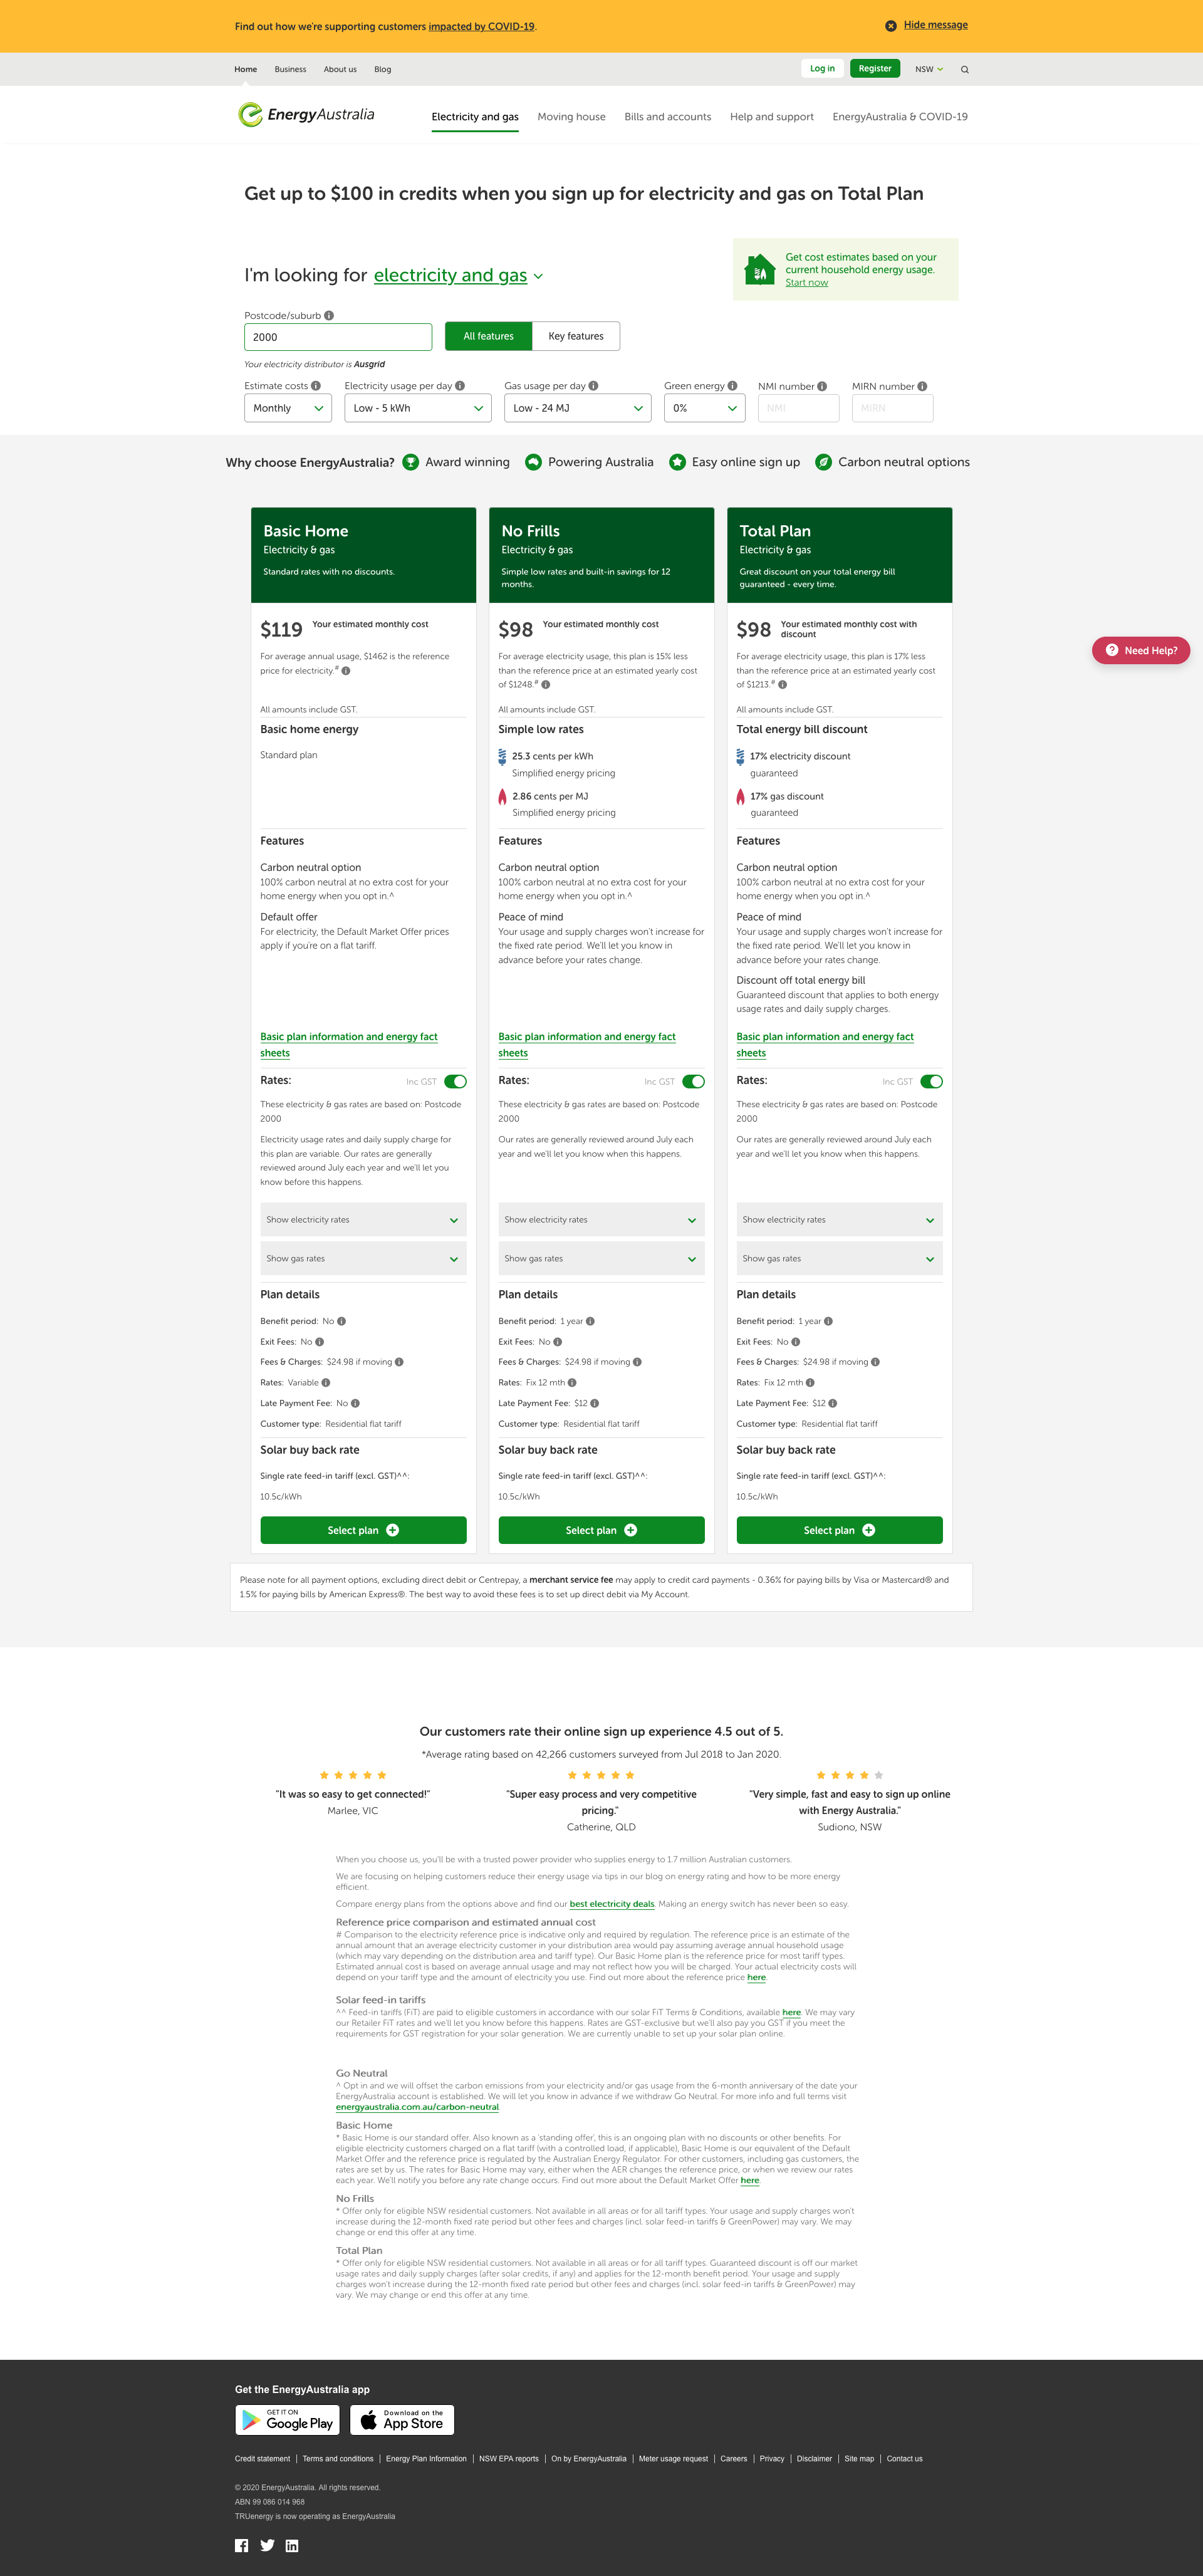 Find out how we're supporting customers impacted by COVID-19.
Hide message
Home Business About us Blog
Log in Register NSW
EnergyAustralia
Electricity and gas Moving house Bills and accounts Help and support EnergyAustralia & COVID-19
Get up to $100 in credits when you sign up for electricity and gas on Total Plan
Get cost estimates based on your
current household energy usage.
Start now
I'm looking for electricity and gas
Postcode/suburb
2000
All features Key features
Your electricity distributor is Ausgrid
Estimate costs Electricity usage per day Gas usage per day Green energy NMI number MIRN number
Monthly Low - 5 kWh Low - 24 MJ 0% NMI MIRN
Why choose EnergyAustralia? Award winning Powering Australia Easy online sign up Carbon neutral options
Basic Home
Electricity & gas
Standard rates with no discounts.
$119 Your estimated monthly cost
For average annual usage, $1462 is the reference
price for electricity.#
All amounts include GST.
Basic home energy
Standard plan
Features
Carbon neutral option
100% carbon neutral at no extra cost for your
home energy when you opt in.^
Default offer
For electricity, the Default Market Offer prices
apply if you're on a flat tariff.
Basic plan information and energy fact
sheets
Rates: Inc GST
These electricity & gas rates are based on: Postcode
2000
Electricity usage rates and daily supply charge for
this plan are variable. Our rates are generally
reviewed around July each year and we'll let you
know before this happens.
Show electricity rates
Show gas rates
Plan details
Benefit period: No
Exit Fees: No
Fees & Charges: $24.98 if moving
Rates: Variable
Late Payment Fee: No
Customer type: Residential flat tariff
Solar buy back rate
Single rate feed-in tariff (excl. GST)^^:
10.5c/kWh
Select plan
No Frills
Electricity & gas
Simple low rates and built-in savings for 12
months.
$98 Your estimated monthly cost
For average electricity usage, this plan is 15% less
than the reference price at an estimated yearly cost
of $1248.#
All amounts include GST.
Simple low rates
25.3 cents per kWh
Simplified energy pricing
2.86 cents per MJ
Simplified energy pricing
Features
Carbon neutral option
100% carbon neutral at no extra cost for your
home energy when you opt in.^
Peace of mind
Your usage and supply charges won't increase for
the fixed rate period. We'll let you know in
advance before your rates change.
Basic plan information and energy fact
sheets
Rates: Inc GST
These electricity & gas rates are based on: Postcode
2000
Our rates are generally reviewed around July each
year and we'll let you know when this happens.
Show electricity rates
Show gas rates
Plan details
Benefit period: 1 year
Exit Fees: No
Fees & Charges: $24.98 if moving
Rates: Fix 12 mth
Late Payment Fee: $12
Customer type: Residential flat tariff
Solar buy back rate
Single rate feed-in tariff (excl. GST)^^:
10.5c/kWh
Select plan
Total Plan
Electricity & gas
Great discount on your total energy bill
guaranteed - every time.
$98 Your estimated monthly cost with
discount
For average electricity usage, this plan is 17% less
than the reference price at an estimated yearly cost
of $1213.#
All amounts include GST.
Total energy bill discount
17% electricity discount
guaranteed
17% gas discount
guaranteed
Features
Carbon neutral option
100% carbon neutral at no extra cost for your
home energy when you opt in.^
Peace of mind
Your usage and supply charges won't increase for
the fixed rate period. We'll let you know in
advance before your rates change.
Discount off total energy bill
Guaranteed discount that applies to both energy
usage rates and daily supply charges.
Basic plan information and energy fact
sheets
Rates: Inc GST
These electricity & gas rates are based on: Postcode
2000
Our rates are generally reviewed around July each
year and we'll let you know when this happens.
Show electricity rates
Show gas rates
Plan details
Benefit period: 1 year
Exit Fees: No
Fees & Charges: $24.98 if moving
Rates: Fix 12 mth
Late Payment Fee: $12
Customer type: Residential flat tariff
Solar buy back rate
Single rate feed-in tariff (excl. GST)^^:
10.5c/kWh
Select plan
Need Help?
Please note for all payment options, excluding direct debit or Centrepay, a merchant service fee may apply to credit card payments - 0.36% for paying bills by Visa or Mastercard® and
1.5% for paying bills by American Express®. The best way to avoid these fees is to set up direct debit via My Account.
Our customers rate their online sign up experience 4.5 out of 5.
*Average rating based on 42,266 customers surveyed from Jul 2018 to Jan 2020.
"It was so easy to get connected!"
Marlee, VIC
"Super easy process and very competitive
pricing."
Catherine, QLD
"Very simple, fast and easy to sign up online
with Energy Australia."
Sudiono, NSW
When you choose us, you'll be with a trusted power provider who supplies energy to 1.7 million Australian customers.
We are focusing on helping customers reduce their energy usage via tips in our blog on energy rating and how to be more energy
efficient.
Compare energy plans from the options above and find our best electricity deals. Making an energy switch has never been so easy.
Reference price comparison and estimated annual cost
# Comparison to the electricity reference price is indicative only and required by regulation. The reference price is an estimate of the
annual amount that an average electricity customer in your distribution area would pay assuming average annual household usage
(which may vary depending on the distribution area and tariff type). Our Basic Home plan is the reference price for most tariff types.
Estimated annual cost is based on average annual usage and may not reflect how you will be charged. Your actual electricity costs will
depend on your tariff type and the amount of electricity you use. Find out more about the reference price here.
Solar feed-in tariffs
^^ Feed-in tariffs (FiT) are paid to eligible customers in accordance with our solar FiT Terms & Conditions, available here. We may vary
our Retailer FiT rates and we'll let you know before this happens. Rates are GST-exclusive but we'll also pay you GST if you meet the
requirements for GST registration for your solar generation. We are currently unable to set up your solar plan online.
Go Neutral
^ Opt in and we will offset the carbon emissions from your electricity and/or gas usage from the 6-month anniversary of the date your
EnergyAustralia account is established. We will let you know in advance if we withdraw Go Neutral. For more info and full terms visit
energyaustralia.com.au/carbon-neutral.
Basic Home
* Basic Home is our standard offer. Also known as a 'standing offer', this is an ongoing plan with no discounts or other benefits. For
eligible electricity customers charged on a flat tariff (with a controlled load, if applicable), Basic Home is our equivalent of the Default
Market Offer and the reference price is regulated by the Australian Energy Regulator. For other customers, including gas customers, the
rates are set by us. The rates for Basic Home may vary, either when the AER changes the reference price, or when we review our rates
each year. We'll notify you before any rate change occurs. Find out more about the Default Market Offer here.
No Frills
* Offer only for eligible NSW residential customers. Not available in all areas or for all tariff types. Your usage and supply charges won't
increase during the 12-month fixed rate period but other fees and charges (incl. solar feed-in tariffs & GreenPower) may vary. We may
change or end this offer at any time.
Total Plan
* Offer only for eligible NSW residential customers. Not available in all areas or for all tariff types. Guaranteed discount is off our market
usage rates and daily supply charges (after solar credits, if any) and applies for the 12-month benefit period. Your usage and supply
charges won't increase during the 12-month fixed rate period but other fees and charges (incl. solar feed-in tariffs & GreenPower) may
vary. We may change or end this offer at any time.
Get the EnergyAustralia app
GET IT ON
Google Play
Download on the
App Store
Credit statement | Terms and conditions | Energy Plan Information | NSW EPA reports | On by EnergyAustralia | Meter usage request | Careers | Privacy | Disclaimer | Site map | Contact us
© 2020 EnergyAustralia. All rights reserved.
ABN 99 086 014 968
TRUenergy is now operating as EnergyAustralia